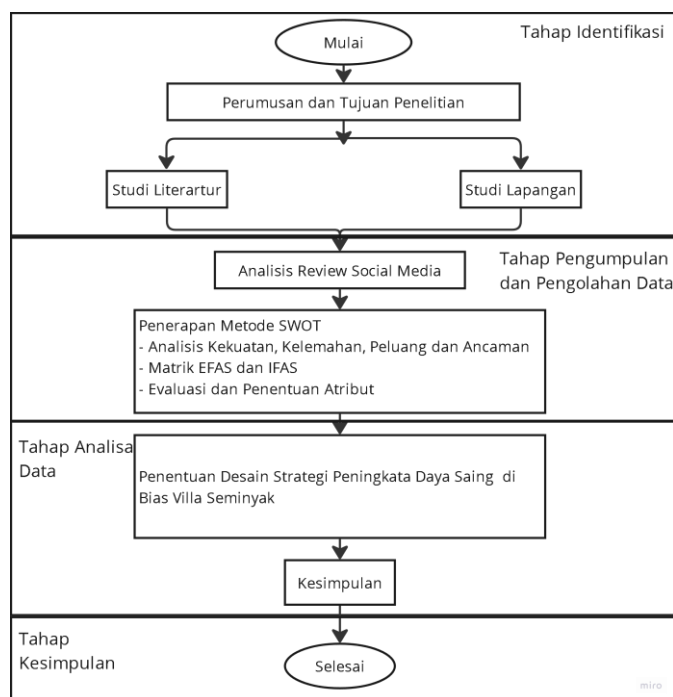 Mulai
Tahap Identifikasi
Perumusan dan Tujuan Penelitian
Studi Literartur
Studi Lapangan
Analisis Review Social Media
Tahap Pengumpulan
dan Pengolahan Data
Penerapan Metode SWOT
- Analisis Kekuatan, Kelemahan, Peluang dan Ancaman
- Matrik EFAS dan IFAS
- Evaluasi dan Penentuan Atribut
Tahap Analisa
Data
Penentuan Desain Strategi Peningkata Daya Saing di
Bias Villa Seminyak
Kesimpulan
Tahap
Kesimpulan
Selesai
miro